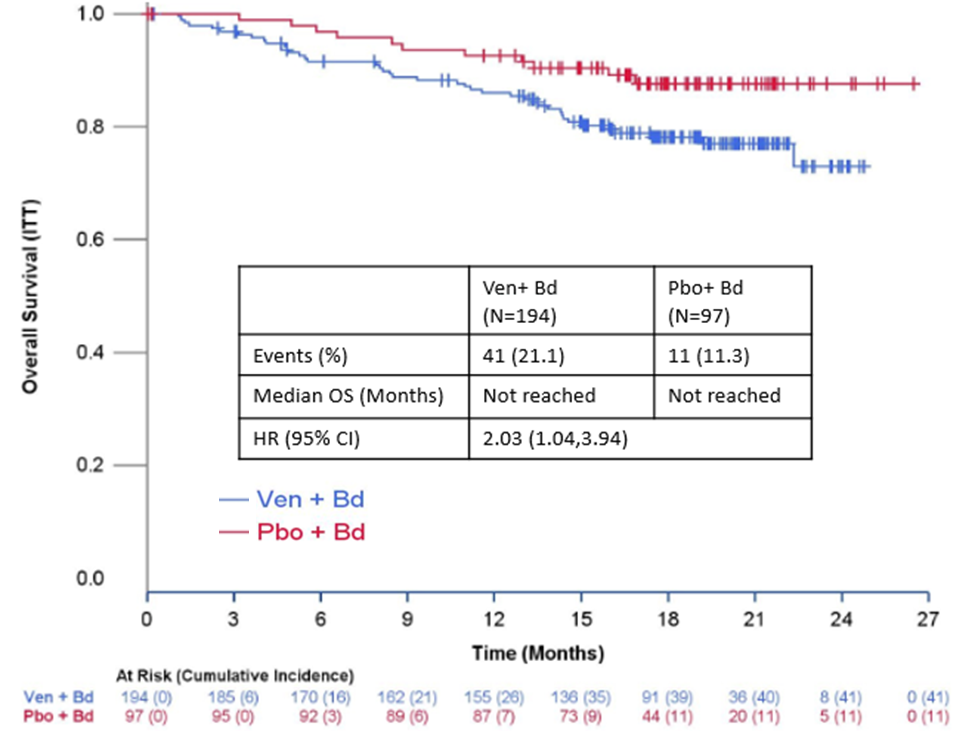 1.0
0.8
0.6
0.4
0.2
0.0
Overall Survival (ITT)
Ven+ Bd (N=194) Pbo+ Bd (N=97)
Events (%) 41 (21.1) 11 (11.3)
Median OS (Months) Not reached Not reached
HR (95% CI) 2.03 (1.04,3.94)
Ven + Bd
Pbo + Bd
0 3 6 9 12 15 18 21 24 27
Time (Months)
At Risk (Cumulative Incidence)
Ven + Bd 194 (0) 185 (6) 170 (16) 162 (21) 155 (26) 136 (35) 91 (39) 36 (40) 8 (41) 0 (41)
Pbo + Bd 97 (0) 95 (0) 92 (3) 89 (6) 87 (7) 73 (9) 44 (11) 20 (11) 5 (11) 0 (11)